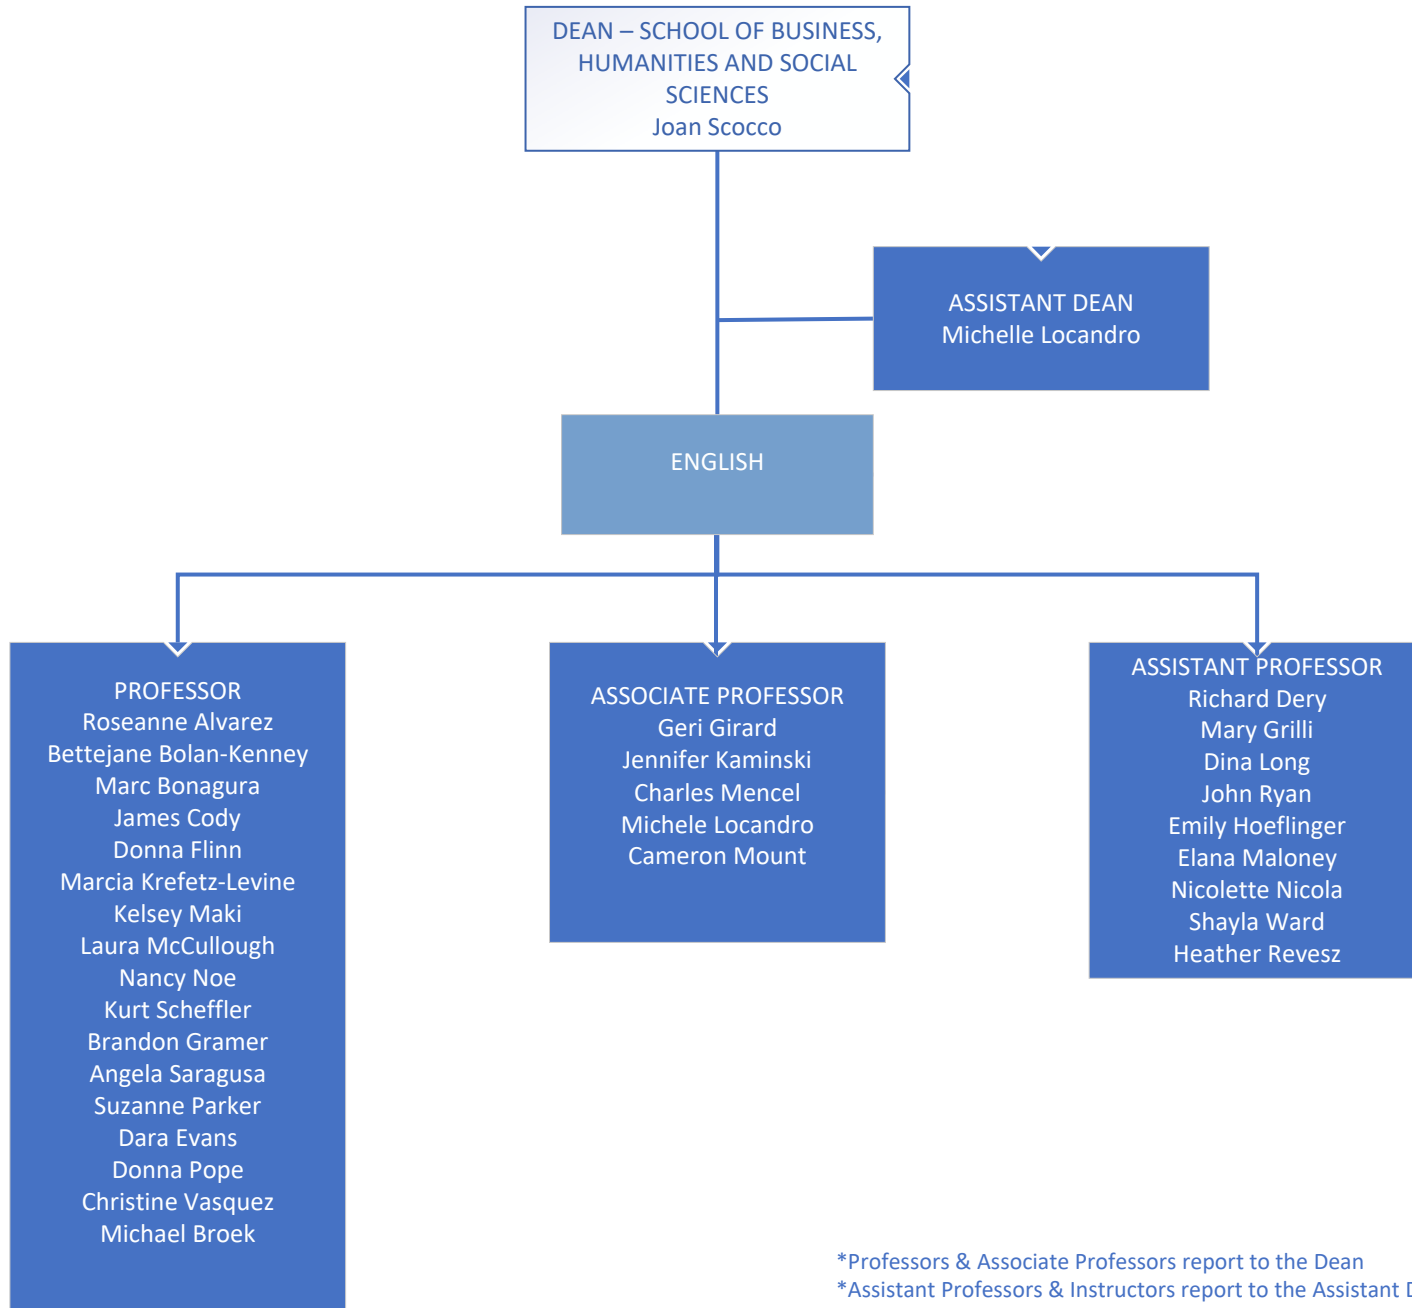 DEAN – SCHOOL OF BUSINESS,
HUMANITIES AND SOCIAL
SCIENCES
Joan Scocco
ASSISTANT DEAN
Michelle Locandro
ENGLISH
PROFESSOR
Roseanne Alvarez
Bettejane Bolan-Kenney
Marc Bonagura
James Cody
Donna Flinn
Marcia Krefetz-Levine
Kelsey Maki
Laura McCullough
Nancy Noe
Kurt Scheffler
Brandon Gramer
Angela Saragusa
Suzanne Parker
Dara Evans
Donna Pope
Christine Vasquez
Michael Broek
ASSOCIATE PROFESSOR
Geri Girard
Jennifer Kaminski
Charles Mencel
Michele Locandro
Cameron Mount
ASSISTANT PROFESSOR
Richard Dery
Mary Grilli
Dina Long
John Ryan
Emily Hoeflinger
Elana Maloney
Nicolette Nicola
Shayla Ward
Heather Revesz
*Professors & Associate Professors report to the Dean
*Assistant Professors & Instructors report to the Assistant